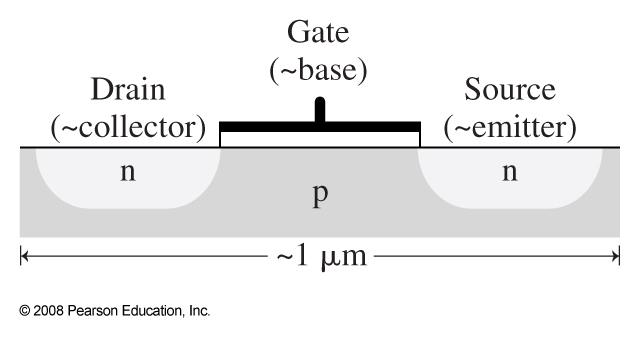 Gate
(~base)
Drain
(~collector)
Source
(~emitter)
n
n
p
~1 μm
© 2008 Pearson Education, Inc.